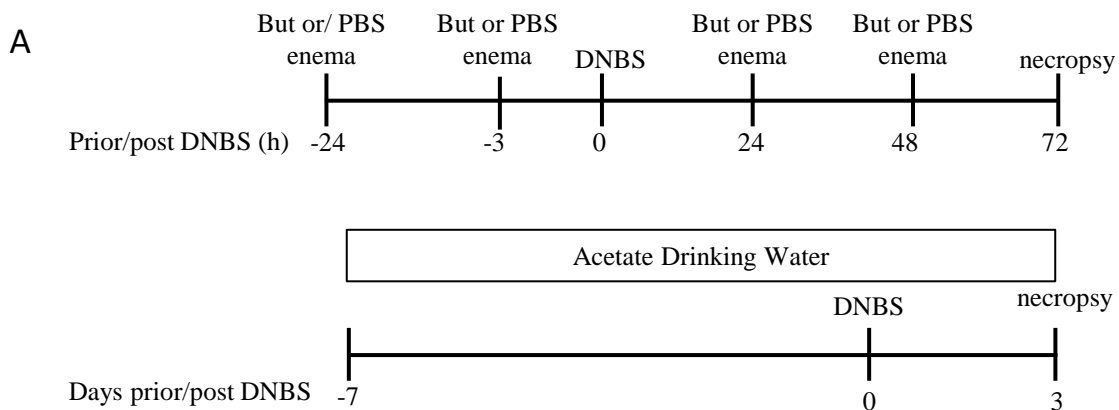 A
But or/ PBS enema
But or PBS enema
DNBS
But or PBS enema
But or PBS enema
necropsy
Prior/post DNBS (h)
-24
-3
0
24
48
72
Acetate Drinking Water
DNBS
necropsy
Days prior/post DNBS
-7
0
3